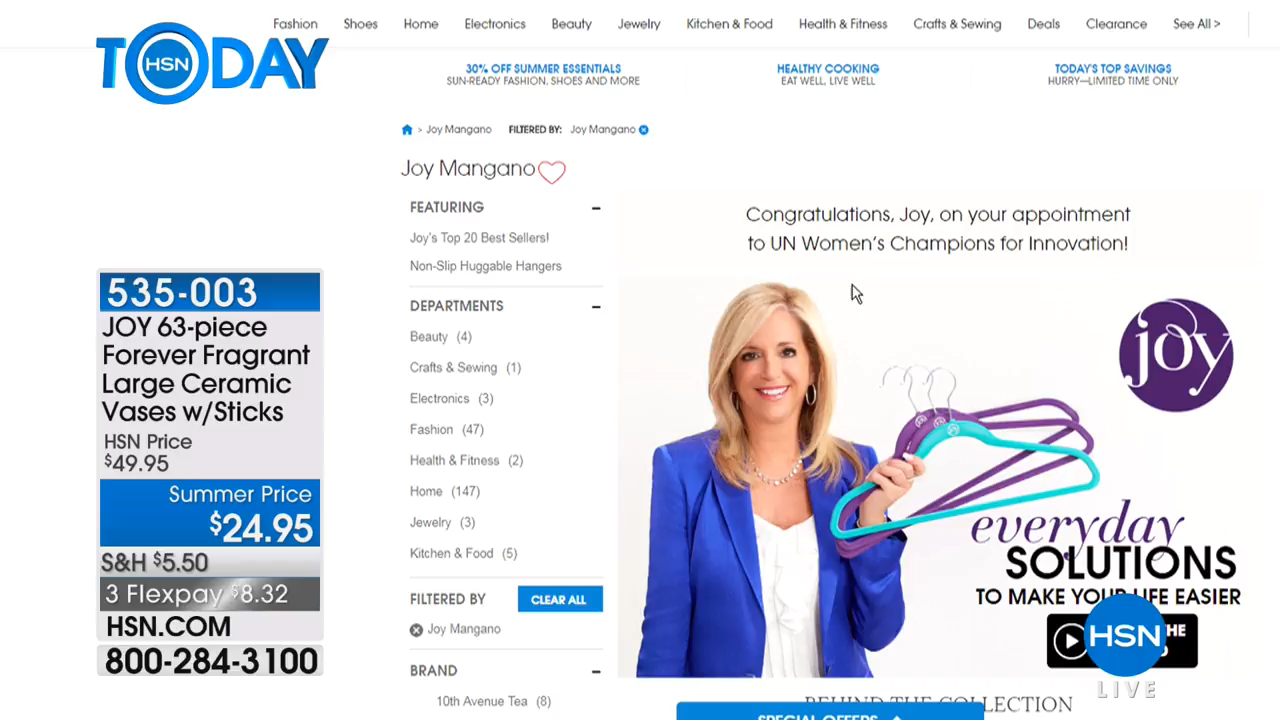 Fashion Shoes Home Electronics Beauty Jewelry Kitchen & Food Health & Fitness Crafts & Sewing Deals Clearance See All >
TODAY
HSN
30% OFF SUMMER ESSENTIALS
SUN-READY FASHION, SHOES AND MORE
HEALTHY COOKING
EAT WELL, LIVE WELL
TODAY'S TOP SAVINGS
HURRY—LIMITED TIME ONLY
> Joy Mangano FILTERED BY: Joy Mangano
Joy Mangano
FEATURING
Joy's Top 20 Best Sellers!
Non-Slip Huggable Hangers
DEPARTMENTS
Beauty (4)
Crafts & Sewing (1)
Electronics (3)
Fashion (47)
Health & Fitness (2)
Home (147)
Jewelry (3)
Kitchen & Food (5)
FILTERED BY CLEAR ALL
Joy Mangano
BRAND
10th Avenue Tea (8)
Congratulations, Joy, on your appointment
to UN Women's Champions for Innovation!
joy
everyday
SOLUTIONS
TO MAKE YOUR LIFE EASIER
HSN
LIVE
BEHIND THE COLLECTION
SPECIAL OFFERS
535-003
JOY 63-piece
Forever Fragrant
Large Ceramic
Vases w/Sticks
HSN Price
$49.95
Summer Price
$24.95
S&H $5.50
3 Flexpay $8.32
HSN.COM
800-284-3100